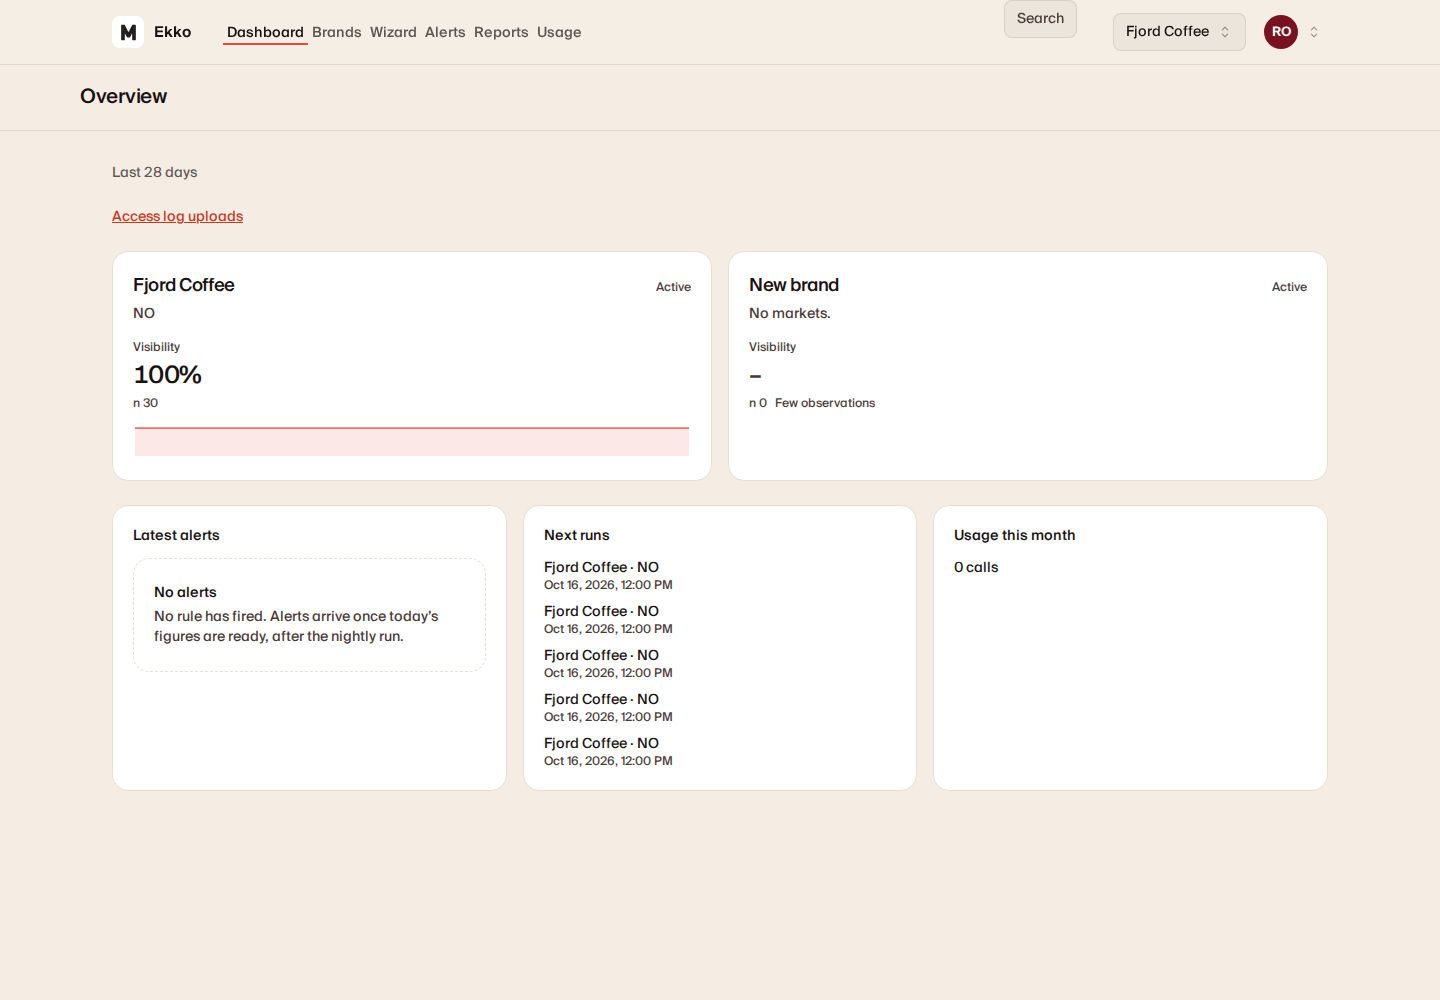 M Ekko
Dashboard Brands Wizard Alerts Reports Usage
Search
Fjord Coffee
RO
Overview
Last 28 days
Access log uploads
Fjord Coffee
Active
NO
Visibility
100%
n 30
New brand
Active
No markets.
Visibility
–
n 0 Few observations
Latest alerts
No alerts
No rule has fired. Alerts arrive once today’s
figures are ready, after the nightly run.
Next runs
Fjord Coffee · NO
Oct 16, 2026, 12:00 PM
Fjord Coffee · NO
Oct 16, 2026, 12:00 PM
Fjord Coffee · NO
Oct 16, 2026, 12:00 PM
Fjord Coffee · NO
Oct 16, 2026, 12:00 PM
Fjord Coffee · NO
Oct 16, 2026, 12:00 PM
Usage this month
0 calls